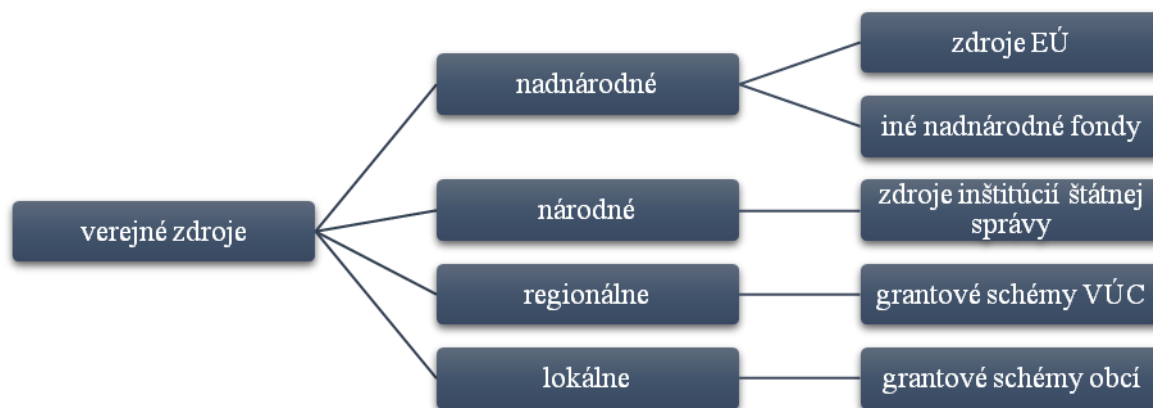 verejné zdroje
nadnárodné
národné
regionálne
lokálne
zdroje EÚ
iné nadnárodné fondy
zdroje inštitúcií štátnej
správy
grantové schémy VÚC
grantové schémy obcí